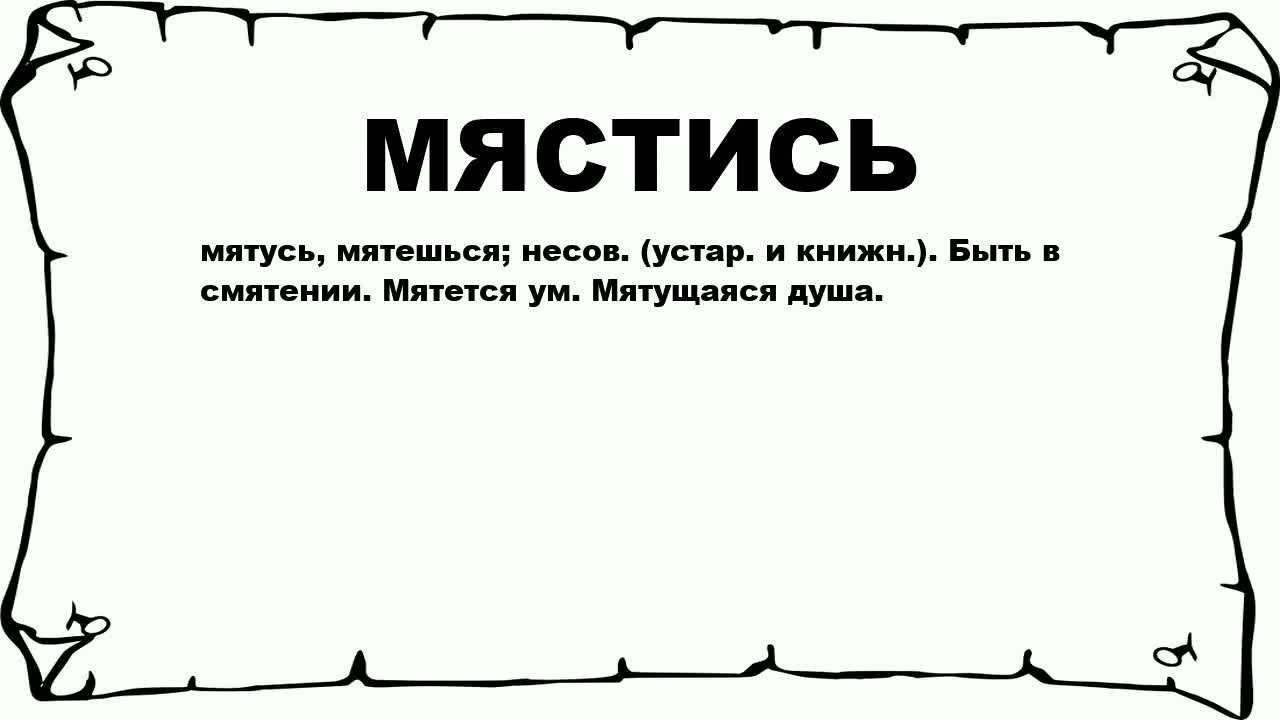 МЯСТИСЬ
мятусь, мятешься; несов. (устар. и книжн.). Быть в
смятении. Мятется ум. Мятущаяся душа.